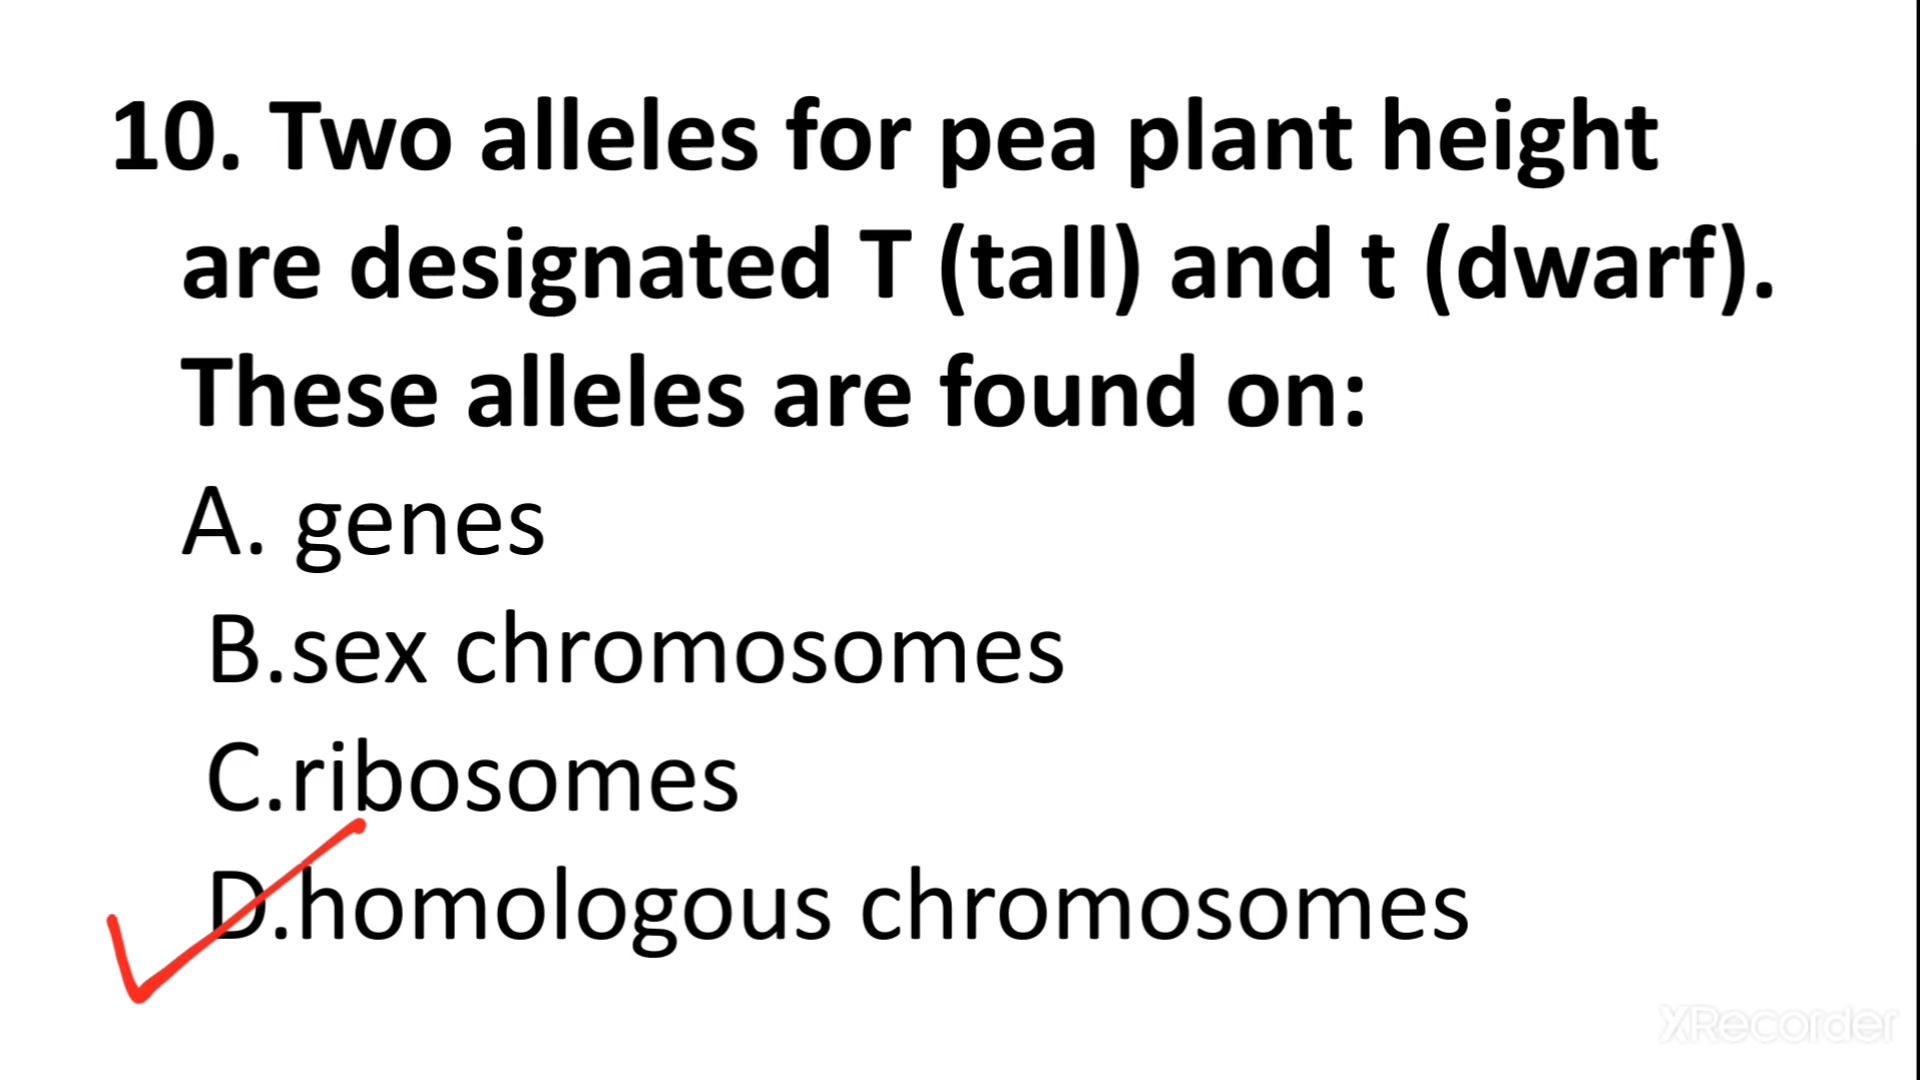 10. Two alleles for pea plant height
are designated T (tall) and t (dwarf).
These alleles are found on:
A. genes
B.sex chromosomes
C.ribosomes
D.homologous chromosomes
XRecorder